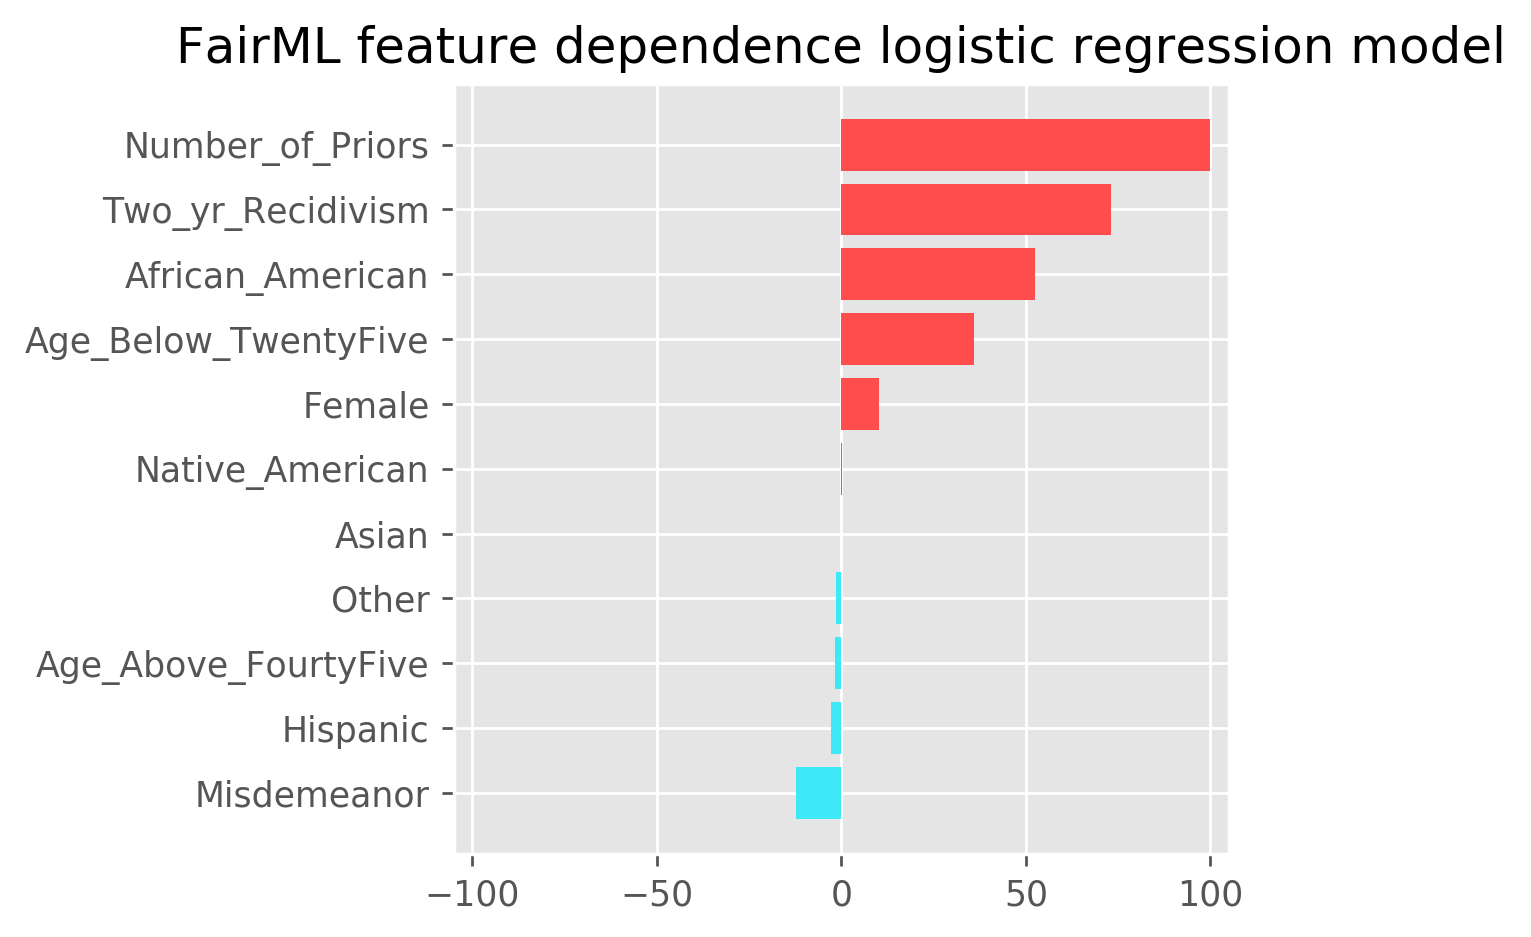 FairML feature dependence logistic regression model
Number_of_Priors
Two_yr_Recidivism
African_American
Age_Below_TwentyFive
Female
Native_American
Asian
Other
Age_Above_FourtyFive
Hispanic
Misdemeanor
−100 −50 0 50 100